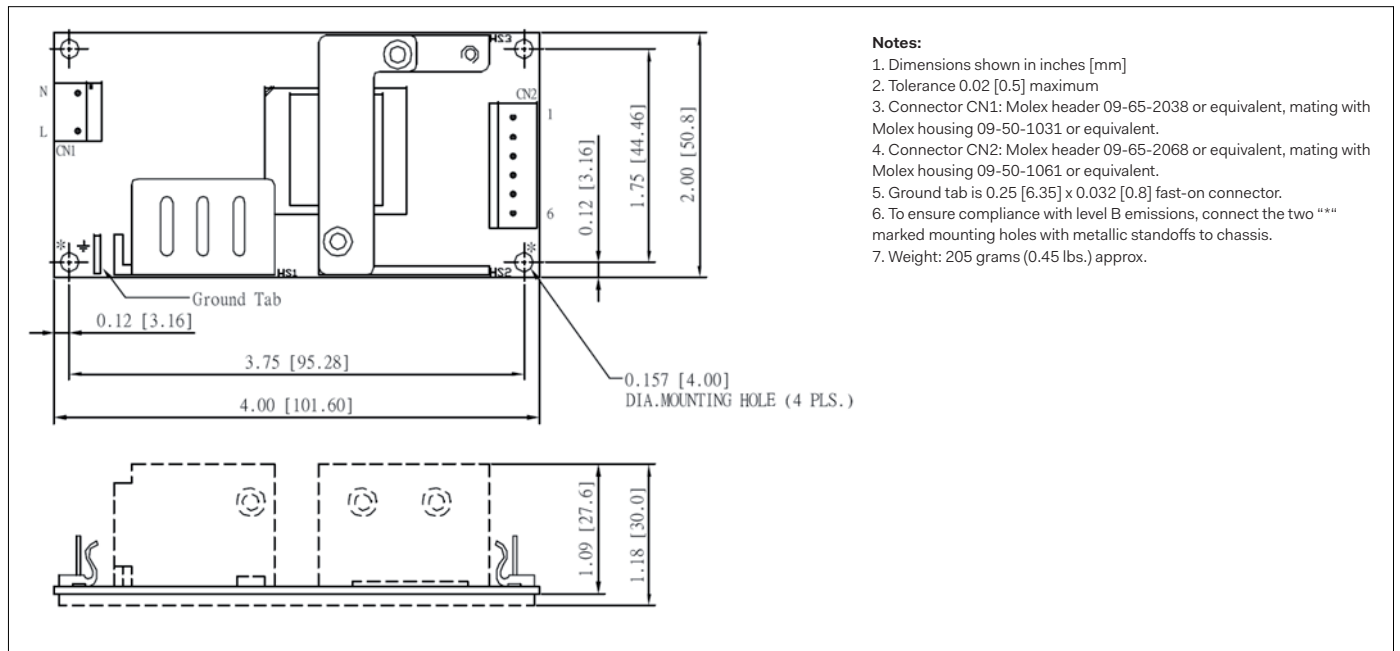 HS3
N
L
CN1
CN2
1
6
0.12 [3.16]
1.75 [44.46]
2.00 [50.8]
*
*
HS1
HS2
Ground Tab
0.12 [3.16]
3.75 [95.28]
4.00 [101.60]
0.157 [4.00]
DIA.MOUNTING HOLE (4 PLS.)
1.09 [27.6]
1.18 [30.0]
Notes:
1. Dimensions shown in inches [mm]
2. Tolerance 0.02 [0.5] maximum
3. Connector CN1: Molex header 09-65-2038 or equivalent, mating with
Molex housing 09-50-1031 or equivalent.
4. Connector CN2: Molex header 09-65-2068 or equivalent, mating with
Molex housing 09-50-1061 or equivalent.
5. Ground tab is 0.25 [6.35] x 0.032 [0.8] fast-on connector.
6. To ensure compliance with level B emissions, connect the two “*“
marked mounting holes with metallic standoffs to chassis.
7. Weight: 205 grams (0.45 lbs.) approx.